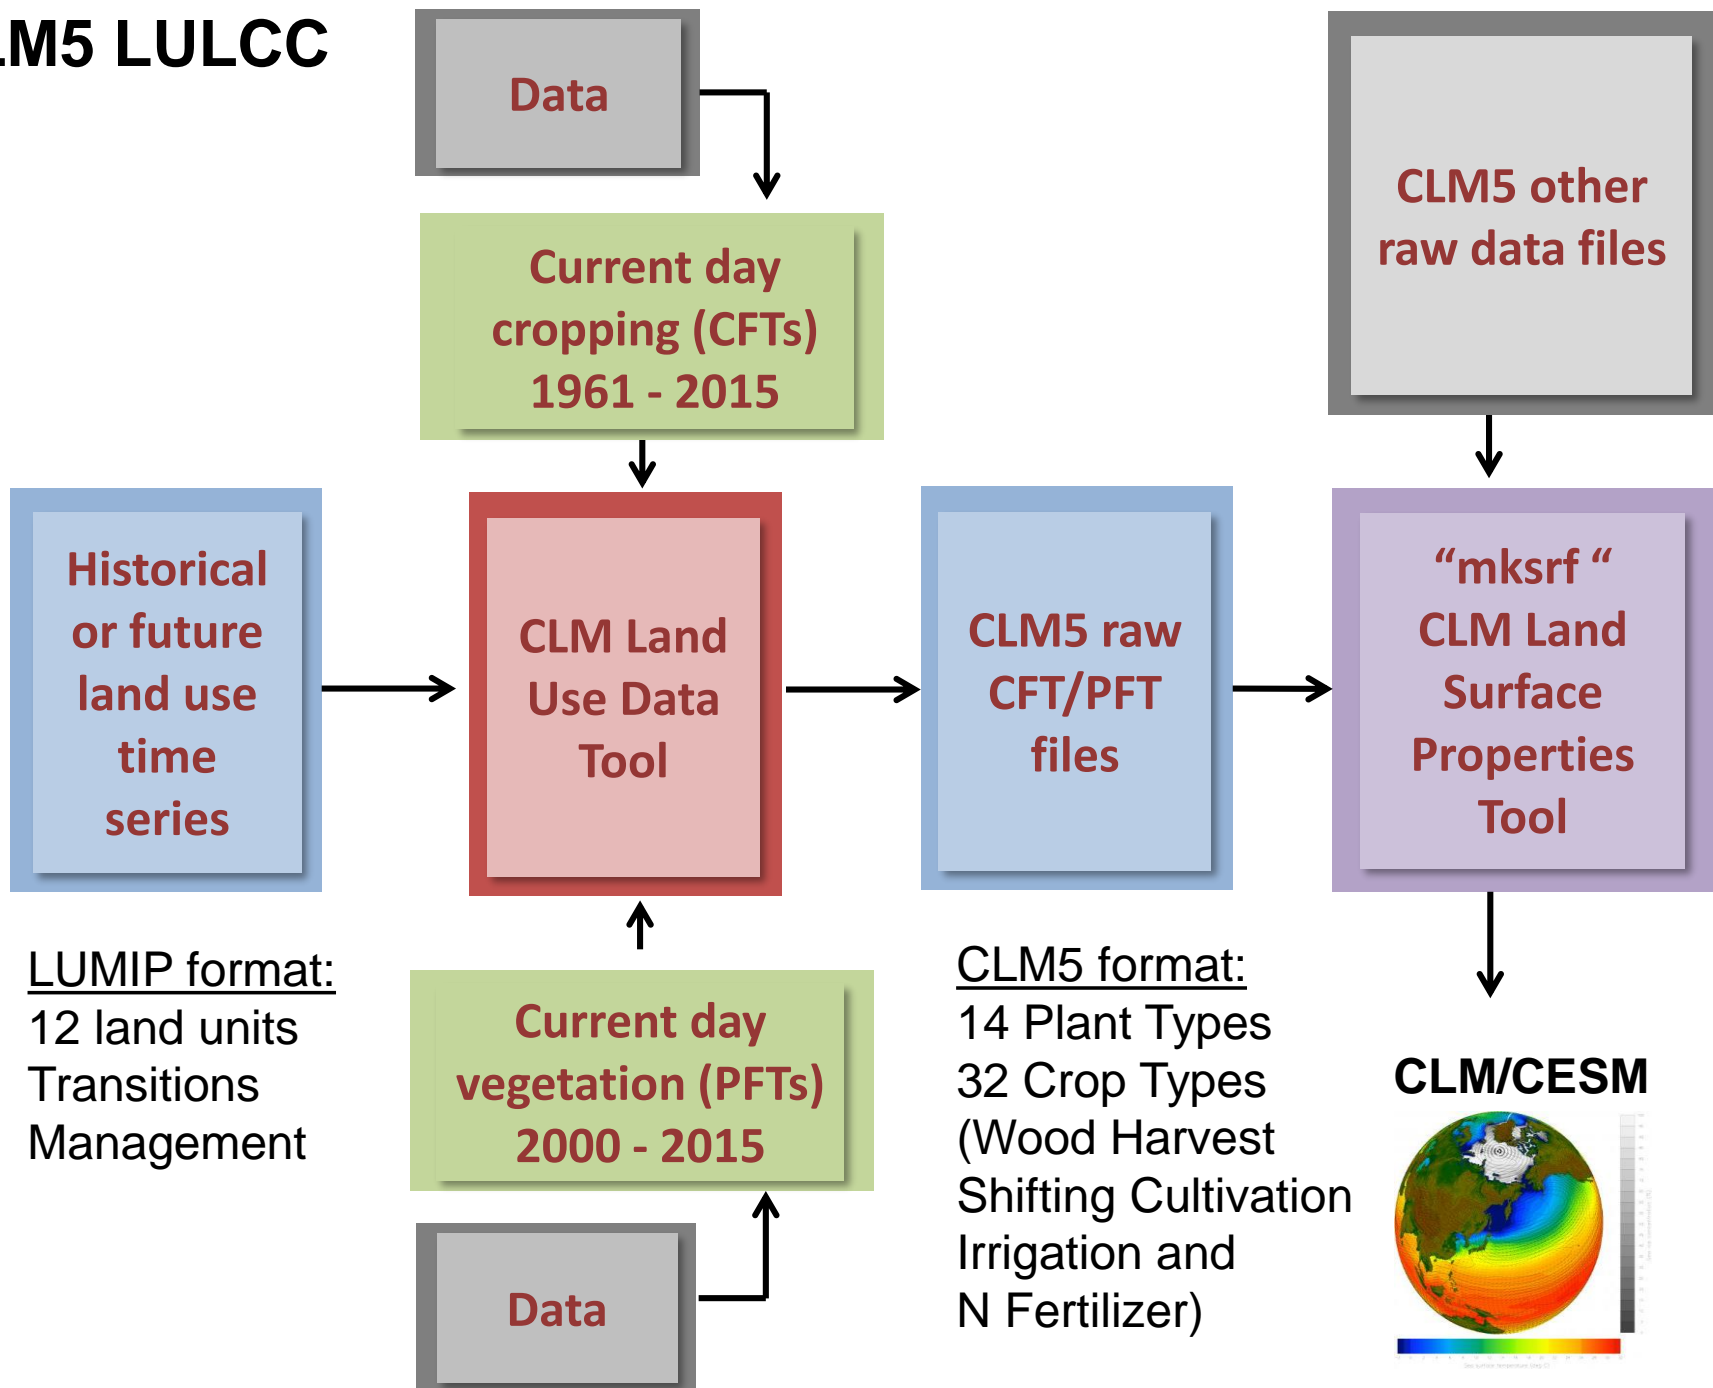 LM5 LULCC
Data
Current day
cropping (CFTs)
1961 - 2015
CLM5 other
raw data files
Historical
or future
land use
time
series
CLM Land
Use Data
Tool
CLM5 raw
CFT/PFT
files
“mksrf “
CLM Land
Surface
Properties
Tool
LUMIP format:
12 land units
Transitions
Management
Current day
vegetation (PFTs)
2000 - 2015
Data
CLM5 format:
14 Plant Types
32 Crop Types
(Wood Harvest
Shifting Cultivation
Irrigation and
N Fertilizer)
CLM/CESM